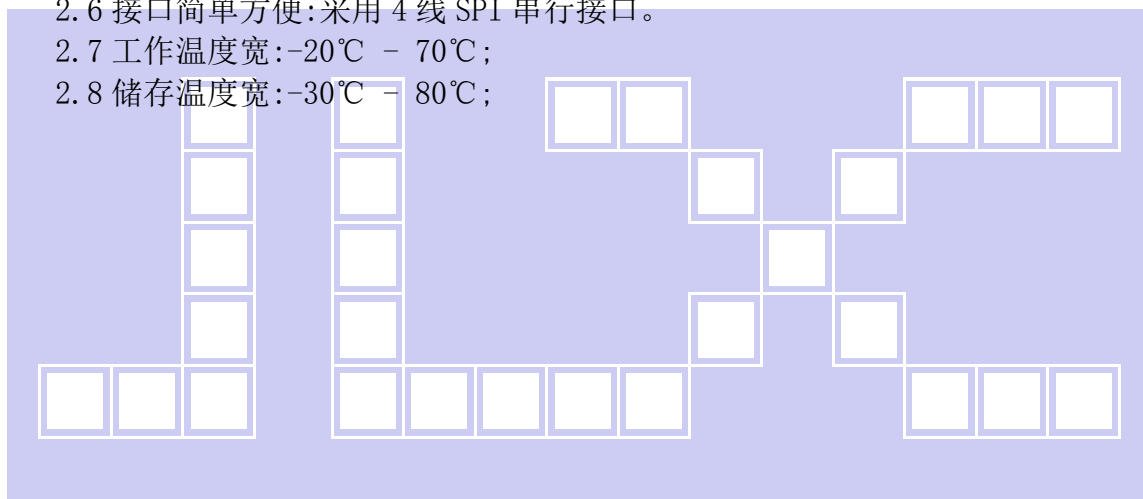 2.6 接口简单方便:采用 4 线 SPI 串行接口。
2.7 工作温度宽:-20℃ - 70℃;
2.8 储存温度宽:-30℃ - 80℃;
JLX